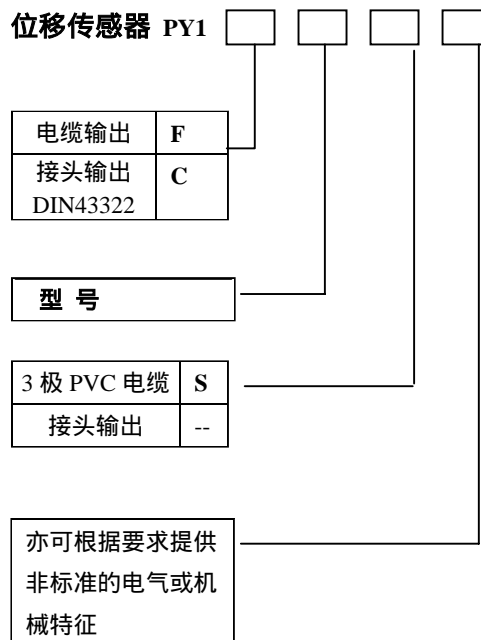 位移传感器 PY1
电缆输出 F
接头输出 C
DIN43322
型 号
3 极 PVC 电缆 S
接头输出 --
亦可根据要求提供
非标准的电气或机
械特征